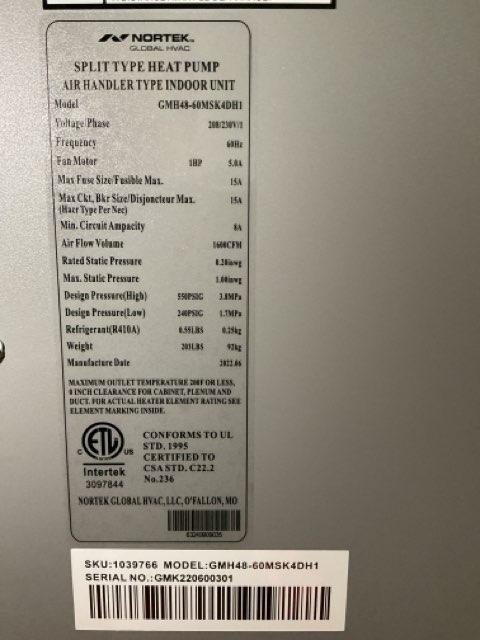 NORTEK
GLOBAL HVAC
SPLIT TYPE HEAT PUMP
AIR HANDLER TYPE INDOOR UNIT
Model GMH48-60MSK4DH1
Voltage/Phase 208/230V/1
Frequency 60Hz
Fan Motor 1HP 5.0A
Max Fuse Size/Fusible Max. 15A
Max Ckt, Bkr Size/Disjoncteur Max. 15A
(Hacr Type Per Nec)
Min. Circuit Ampacity 8A
Air Flow Volume 1600CFM
Rated Static Pressure 0.20inwg
Max. Static Pressure 1.00inwg
Design Pressure(High) 550PSIG 3.8MPa
Design Pressure(Low) 240PSIG 1.7MPa
Refrigerant(R410A) 0.55LBS 0.25kg
Weight 203LBS 92kg
Manufacture Date 2022.06
MAXIMUM OUTLET TEMPERATURE 200F OR LESS,
0 INCH CLEARANCE FOR CABINET, PLENUM AND
DUCT. FOR ACTUAL HEATER ELEMENT RATING SEE
ELEMENT MARKING INSIDE.
C ETL US
Intertek
3097844
CONFORMS TO UL
STD. 1995
CERTIFIED TO
CSA STD. C22.2
No.236
NORTEK GLOBAL HVAC, LLC, O'FALLON, MO
SKU:1039766 MODEL:GMH48-60MSK4DH1
SERIAL NO.:GMK220600301